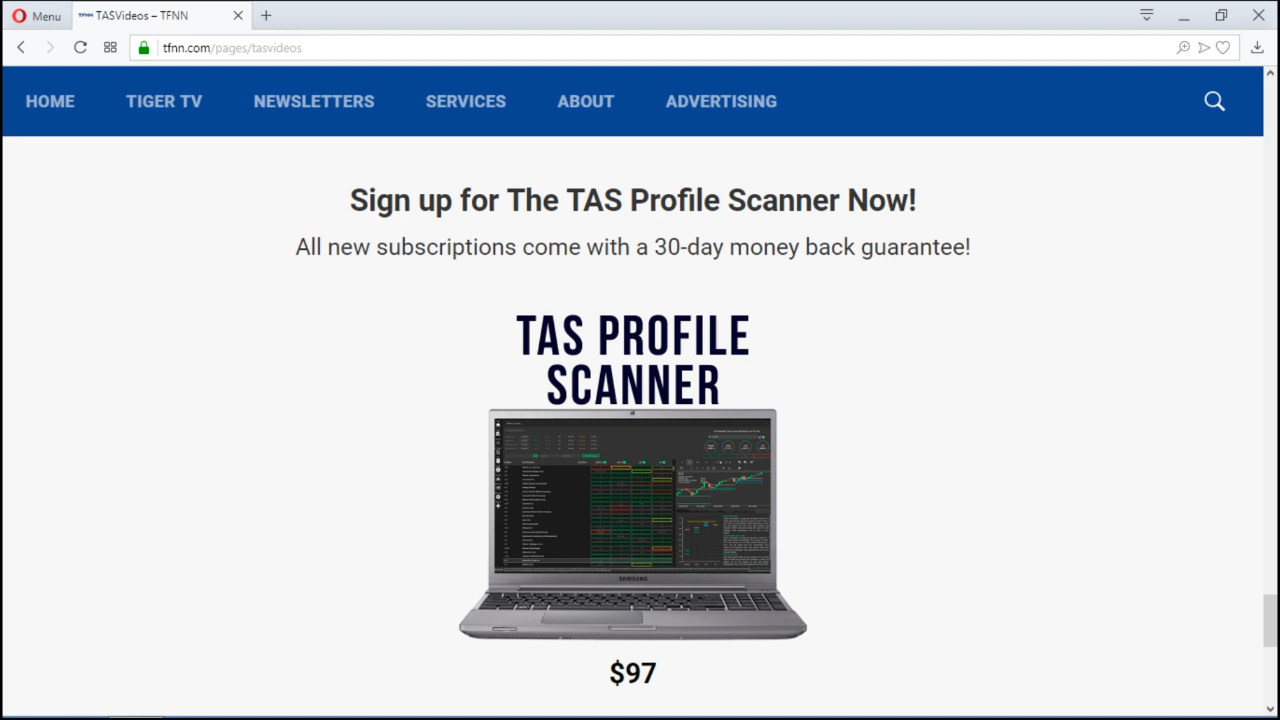 Menu
TFNN TASVideos – TFNN
tfnn.com/pages/tasvideos
HOME TIGER TV NEWSLETTERS SERVICES ABOUT ADVERTISING
Sign up for The TAS Profile Scanner Now!
All new subscriptions come with a 30-day money back guarantee!
TAS PROFILE
SCANNER
SAMSUNG
$97